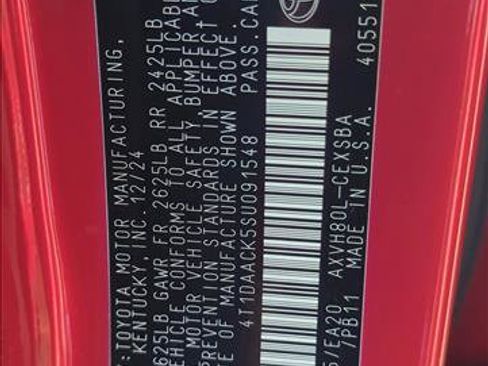 :TOYOTA MOTOR MANUFACTURING,
KENTUCKY, INC. 12/24
625LB GAWR FR 2625LB RR 2425LB
VEHICLE CONFORMS TO ALL APPLICABLE
MOTOR VEHICLE SAFETY, BUMPER, AN
PREVENTION STANDARDS IN EFFECT O
E OF MANUFACTURE SHOWN ABOVE.
4T1DAACK5SU091548 PASS.CAR
/EA20 AXVH80L-CEXSBA
/PB11 MADE IN U.S.A.
40551